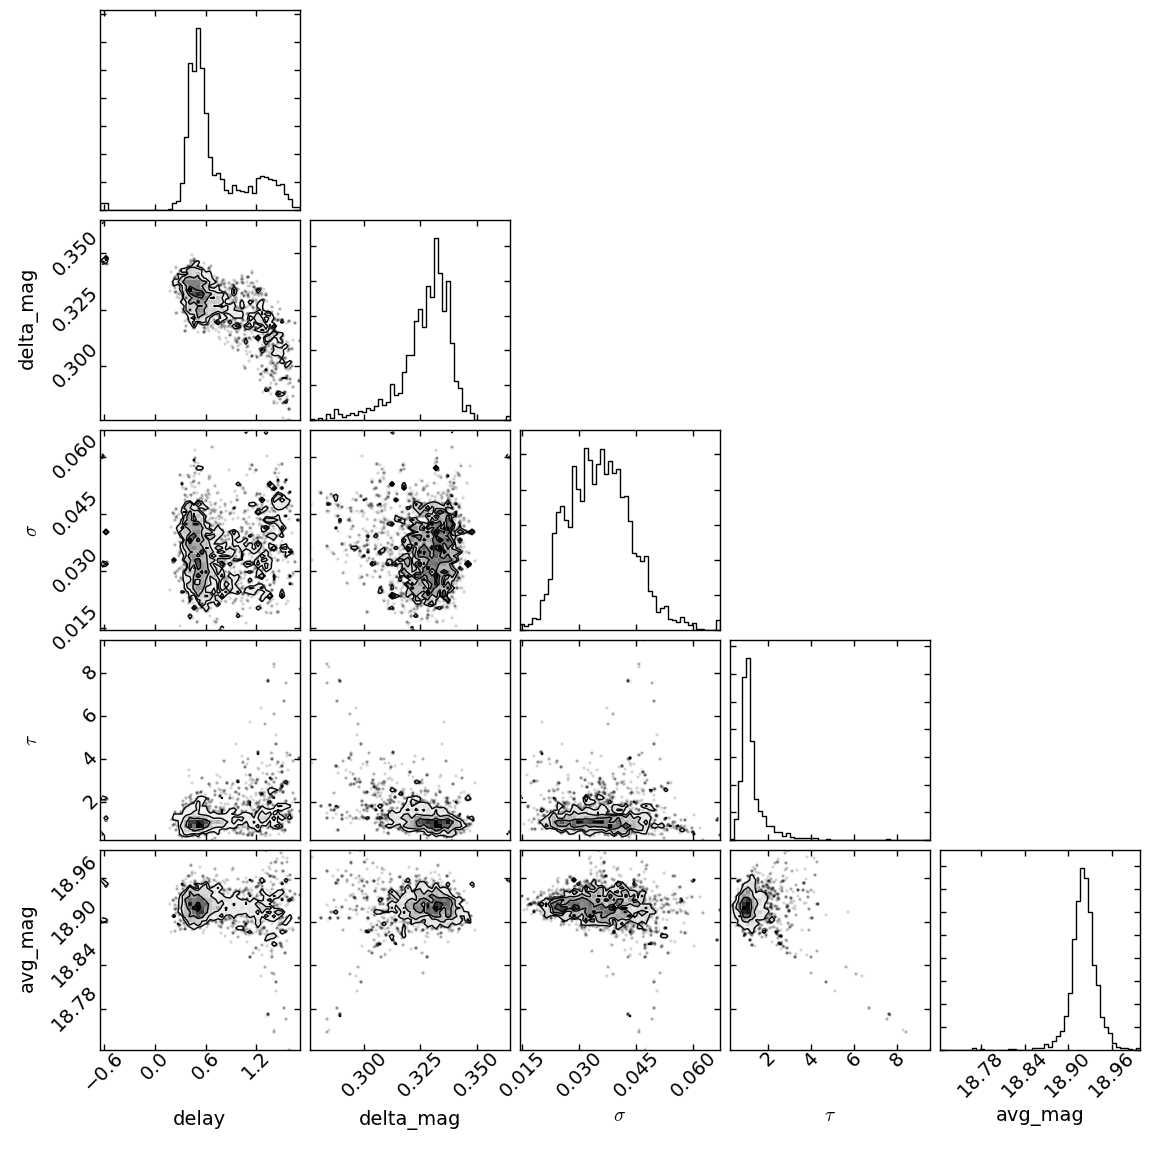 delta_mag
0.350
0.325
0.300
σ
0.060
0.045
0.030
0.015
τ
8
6
4
2
avg_mag
18.96
18.90
18.84
18.78
−0.6 0.0 0.6 1.2
0.300 0.325 0.350
0.015 0.030 0.045 0.060
2 4 6 8
18.78 18.84 18.90 18.96
delay delta_mag σ τ avg_mag